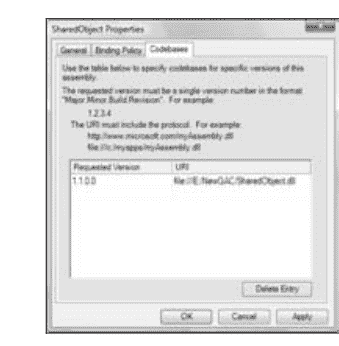 SharedObject Properties
General Binding Policy Codebases
Use the table below to specify codebases for specific versions of this
assembly.
The requested version must be a single version number in the format
"Major.Minor.Build.Revision". For example:
1.2.3.4
The URI must include the protocol. For example:
http://www.microsoft.com/myAssembly.dll
file://c:/myapps/myAssembly.dll
Requested Version URI
1.1.0.0 file://E:/NewGAC/SharedObject.dll
Delete Entry
OK Cancel Apply